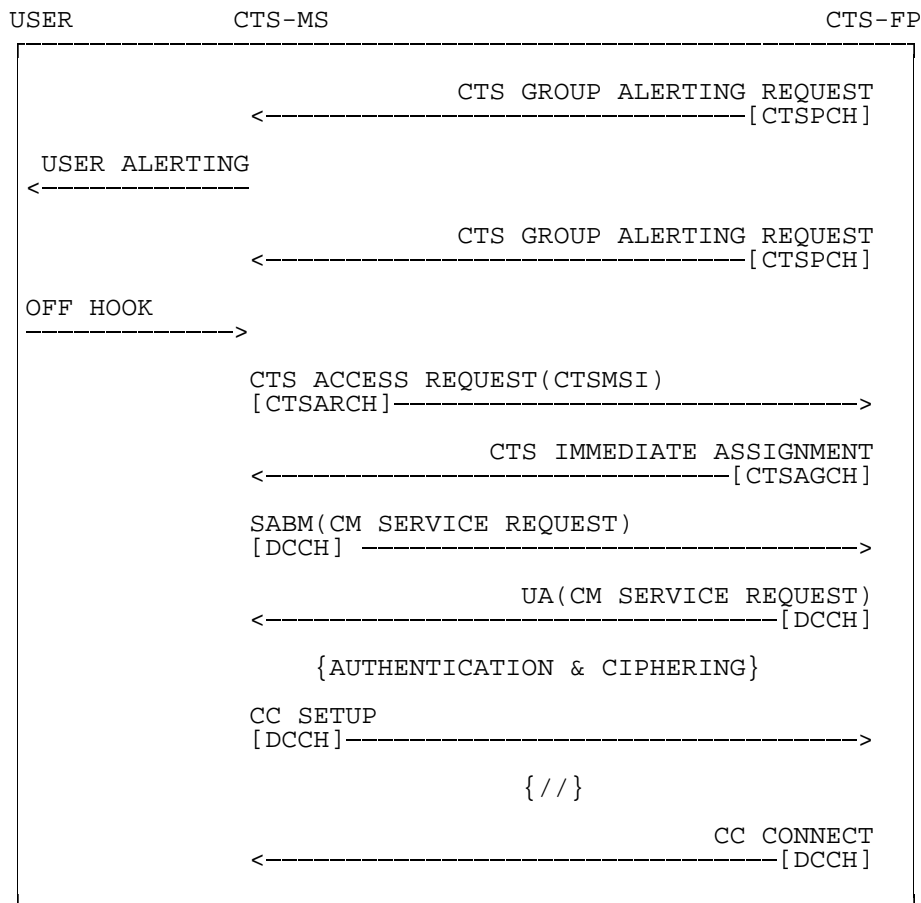 USER CTS-MS CTS-FP
CTS GROUP ALERTING REQUEST
[CTSPCH]
USER ALERTING
CTS GROUP ALERTING REQUEST
[CTSPCH]
OFF HOOK
CTS ACCESS REQUEST(CTSMSI)
[CTSARCH]
CTS IMMEDIATE ASSIGNMENT
[CTSAGCH]
SABM(CM SERVICE REQUEST)
[DCCH]
UA(CM SERVICE REQUEST)
[DCCH]
{AUTHENTICATION & CIPHERING}
CC SETUP
[DCCH]
{//}
CC CONNECT
[DCCH]